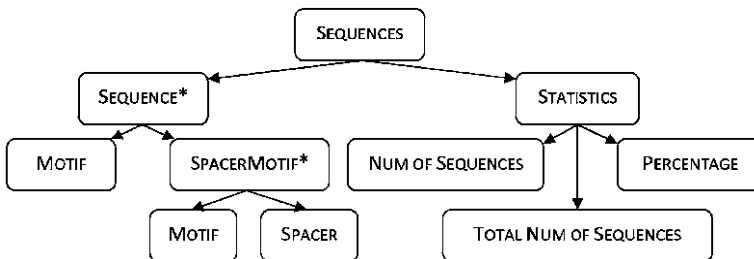 SEQUENCES
SEQUENCE*
STATISTICS
MOTIF
SPACERMOTIF*
NUM OF SEQUENCES
PERCENTAGE
MOTIF
SPACER
TOTAL NUM OF SEQUENCES